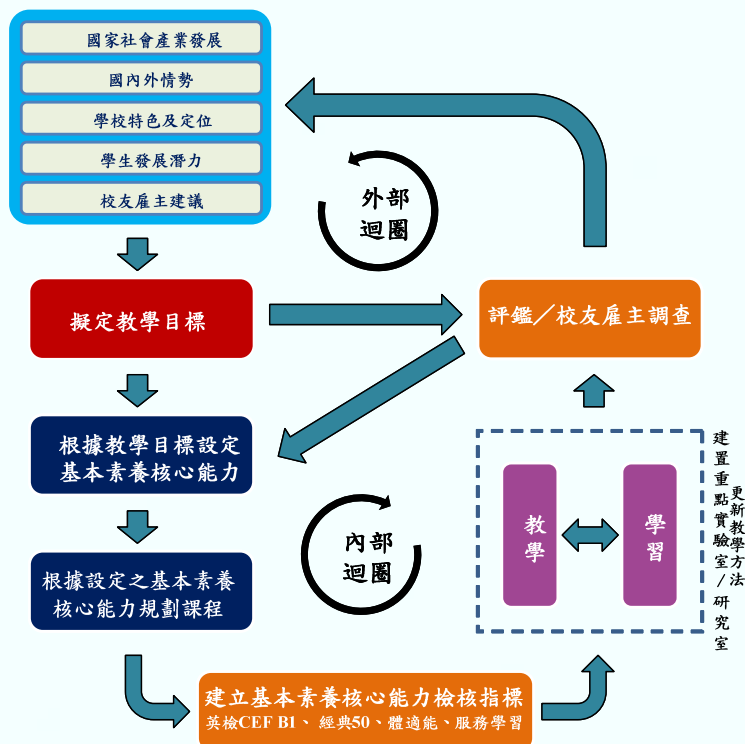 國家社會產業發展
國內外情勢
學校特色及定位
學生發展潛力
校友雇主建議
外部
迴圈
擬定教學目標
評鑑／校友雇主調查
根據教學目標設定
基本素養核心能力
內部
迴圈
教學
學習
建置重點實驗室/研究室
更新教學方法
根據設定之基本素養
核心能力規劃課程
建立基本素養核心能力檢核指標
英檢CEF B1、經典50、體適能、服務學習